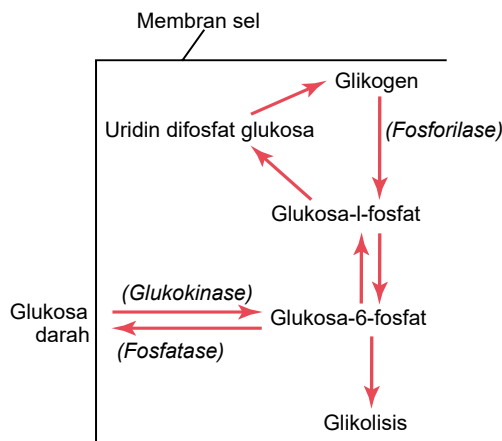 Membran sel
Glikogen
Uridin difosfat glukosa
(Fosforilase)
Glukosa-l-fosfat
(Glukokinase)
Glukosa
darah
Glukosa-6-fosfat
(Fosfatase)
Glikolisis